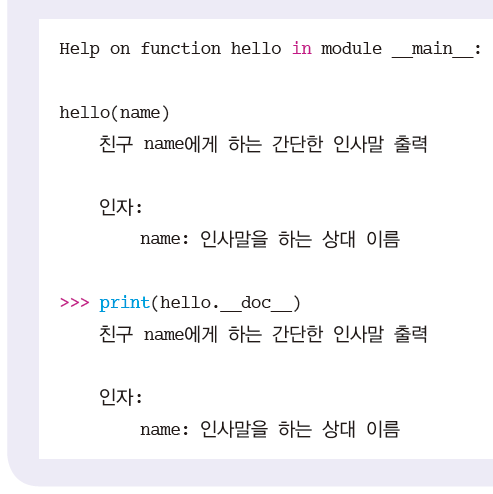 Help on function hello in module __main__:
hello(name)
친구 name에게 하는 간단한 인사말 출력
인자:
name: 인사말을 하는 상대 이름
>>> print(hello.__doc__)
친구 name에게 하는 간단한 인사말 출력
인자:
name: 인사말을 하는 상대 이름